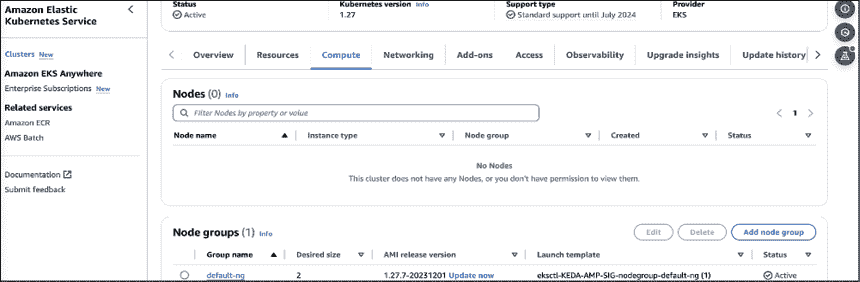 Amazon Elastic
Kubernetes Service
Clusters New
Amazon EKS Anywhere
Enterprise Subscriptions New
Related services
Amazon ECR
AWS Batch
Documentation
Submit feedback
Status Kubernetes version Info Support type Provider
Active 1.27 Standard support until July 2024 EKS
Overview Resources Compute Networking Add-ons Access Observability Upgrade insights Update history
Nodes (0) Info
Filter Nodes by property or value
1
Node name Instance type Node group Created Status
No Nodes
This cluster does not have any Nodes, or you don't have permission to view them.
Node groups (1) Info Edit Delete Add node group
Group name Desired size AMI release version Launch template Status
default-ng 2 1.27.7-20231201 Update now eksctl-KEDA-AMP-SIG-nodegroup-default-ng (1) Active